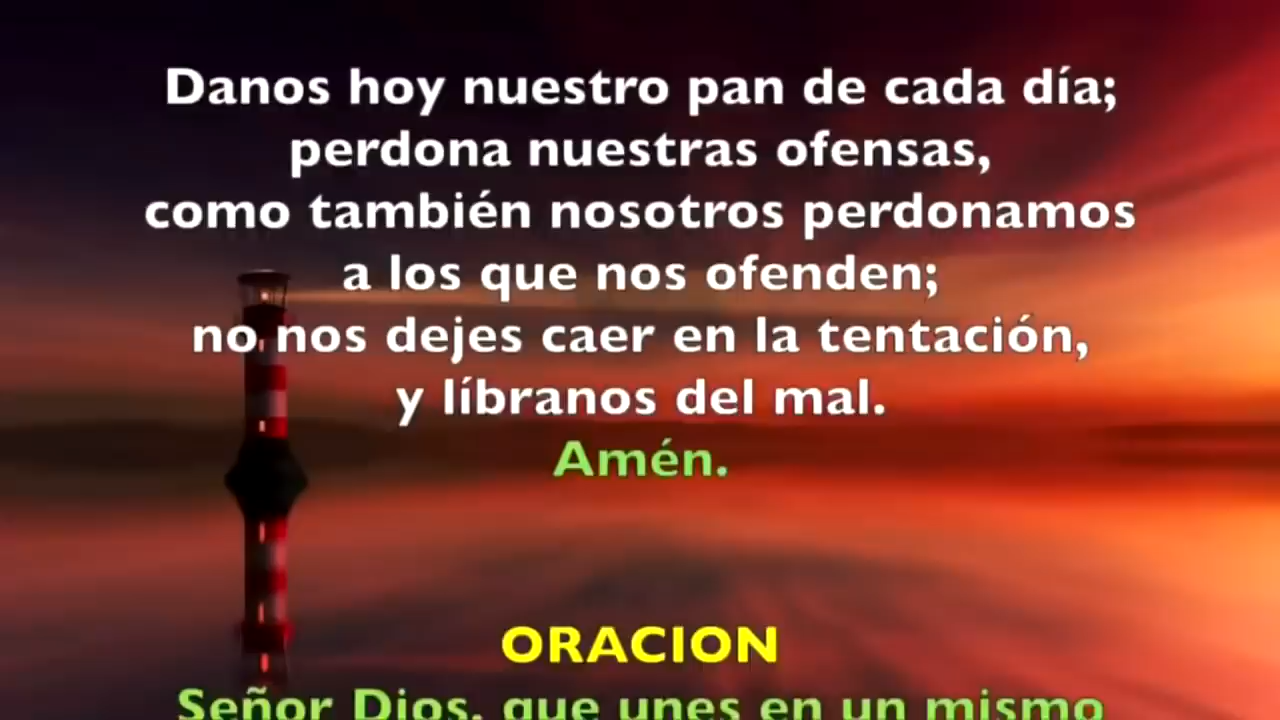 Danos hoy nuestro pan de cada día;
perdona nuestras ofensas,
como también nosotros perdonamos
a los que nos ofenden;
no nos dejes caer en la tentación,
y líbranos del mal.
Amén.
ORACION
Señor Dios, que unes en un mismo